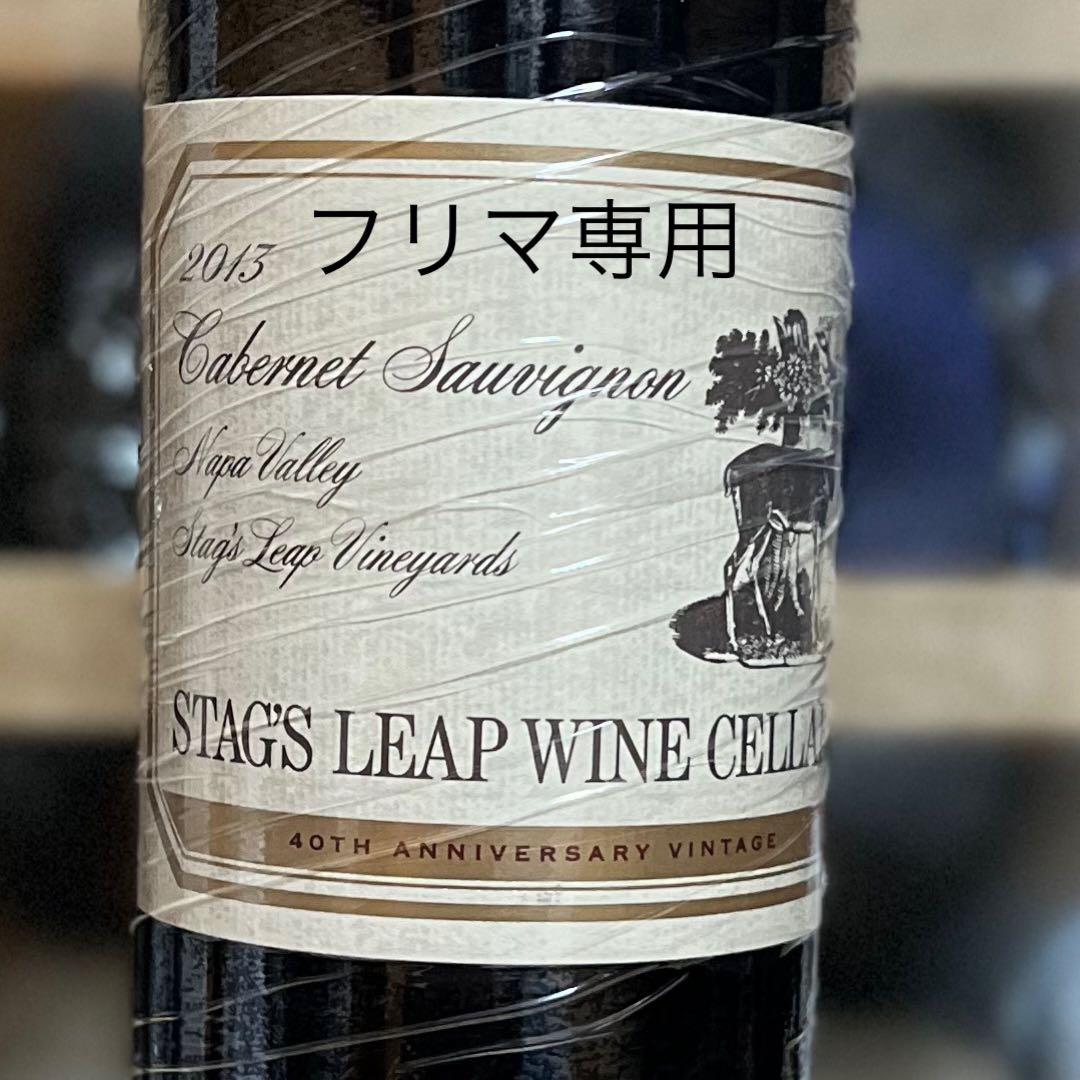 フリマ専用
2013
Cabernet Sauvignon
Napa Valley
Stag's Leap Vineyards
STAG'S LEAP WINE
40TH ANNIVERSARY VINTAGE